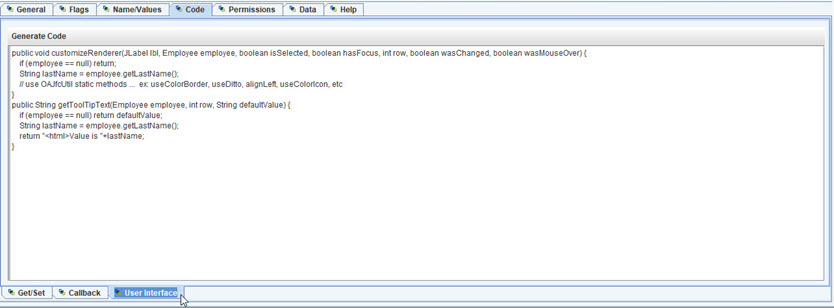 General Flags Name/Values Code Permissions Data Help
Generate Code
public void customizeRenderer(JLabel lbl, Employee employee, boolean isSelected, boolean hasFocus, int row, boolean wasChanged, boolean wasMouseOver) {
if (employee == null) return;
String lastName = employee.getLastName();
// use OAJfcUtil static methods ... ex: useColorBorder, useDitto, alignLeft, useColorIcon, etc
}
public String getToolTipText(Employee employee, int row, String defaultValue) {
if (employee == null) return defaultValue;
String lastName = employee.getLastName();
return "<html>Value is "+lastName;
}
Get/Set Callback User Interface